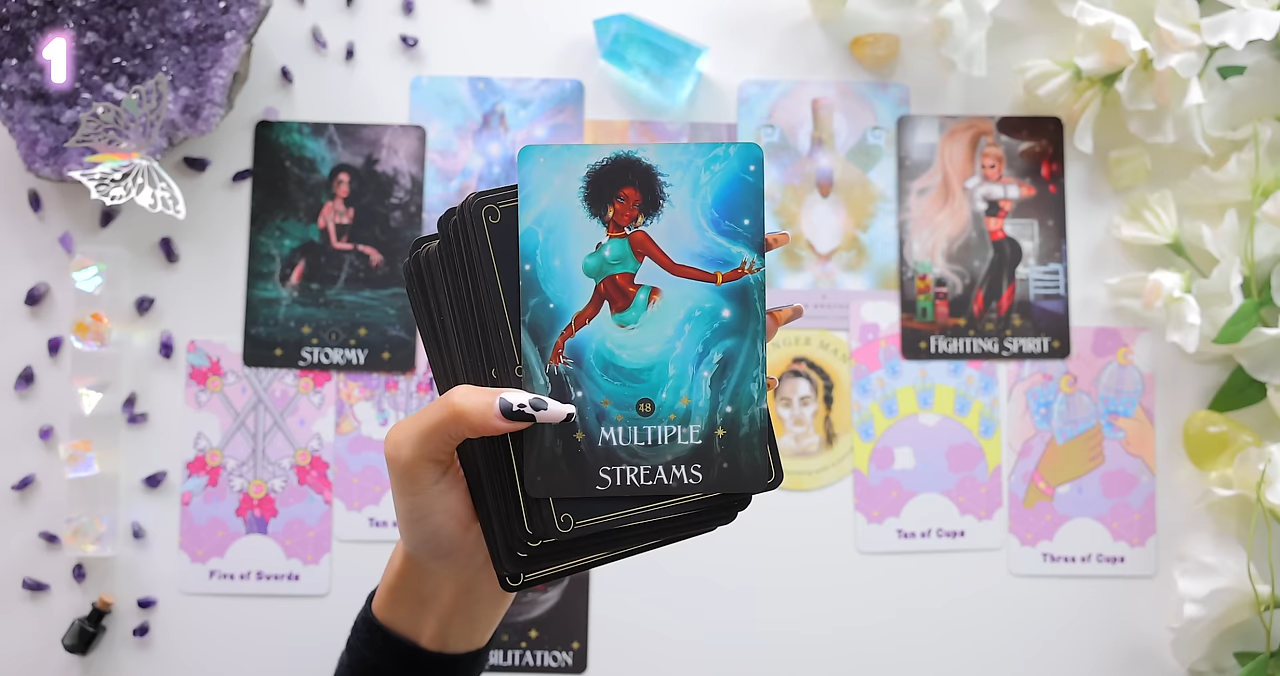 1
STORMY
FIGHTING SPIRIT
48
MULTIPLE
STREAMS
Five of Swords
Ten of Cups
Three of Cups